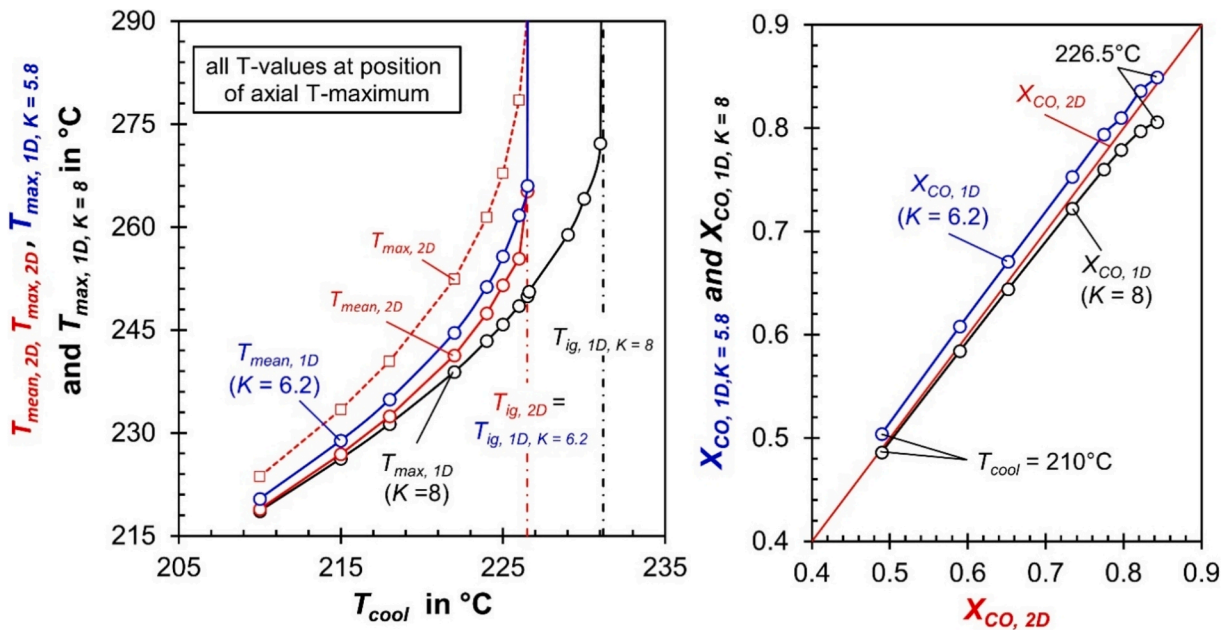 T_mean, 2D, T_max, 2D, T_max, 1D, K = 5.8
and T_max, 1D, K = 8 in °C
290
275
260
245
230
215
all T-values at position
of axial T-maximum
T_max, 2D
T_mean, 2D
T_mean, 1D
(K = 6.2)
T_max, 1D
(K =8)
T_ig, 1D, K = 8
T_ig, 2D =
T_ig, 1D, K = 6.2
205
215
225
235
T_cool in °C
X_CO, 1D,K = 5.8 and X_CO, 1D, K = 8
0.9
0.8
0.7
0.6
0.5
0.4
226.5°C
X_CO, 2D
X_CO, 1D
(K = 6.2)
X_CO, 1D
(K = 8)
T_cool = 210°C
0.4
0.5
0.6
0.7
0.8
0.9
X_CO, 2D